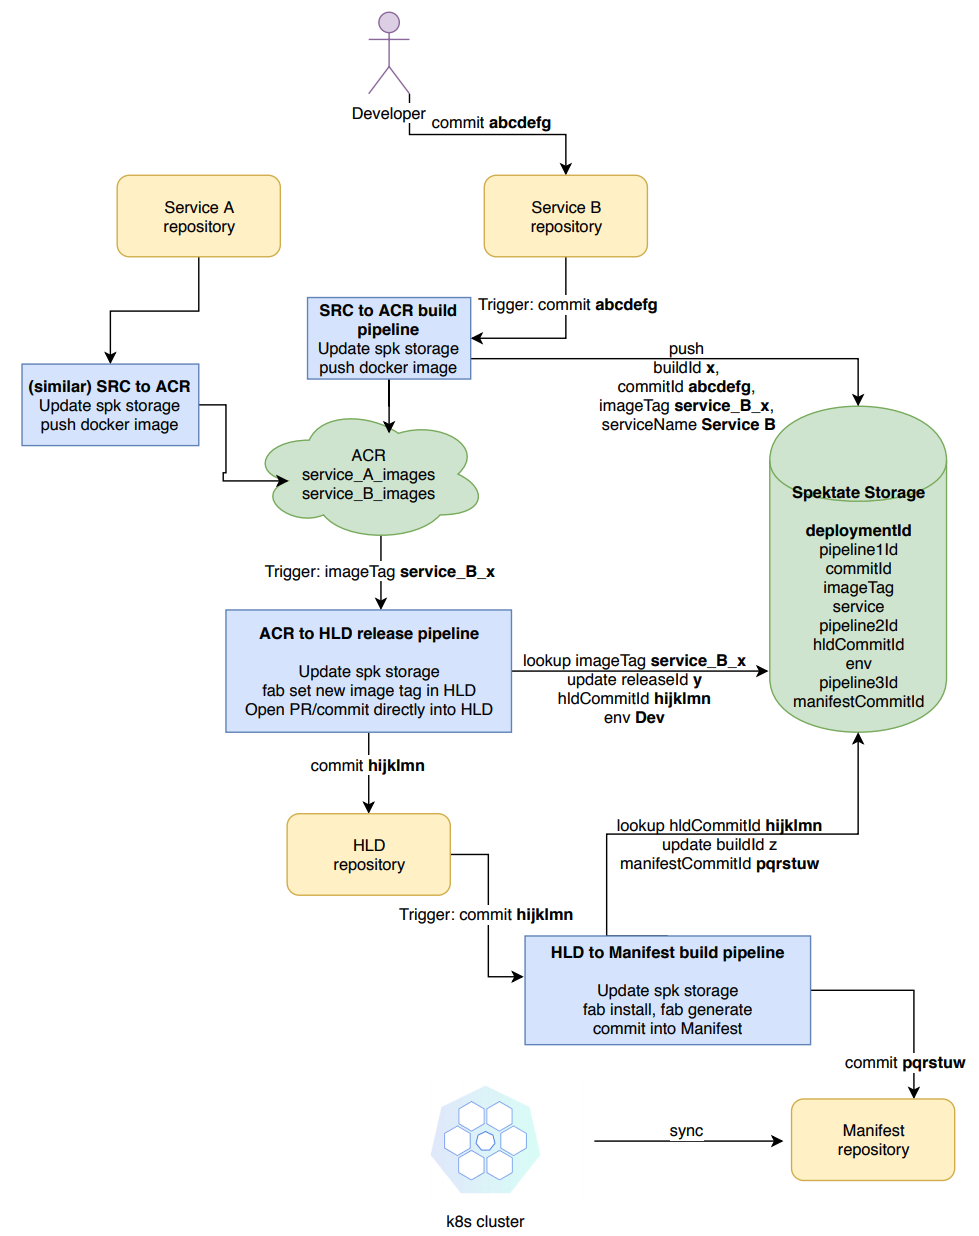 Developer
commit abcdefg
Service A
repository
Service B
repository
Trigger: commit abcdefg
SRC to ACR build
pipeline
Update spk storage
push docker image
push
buildId x,
commitId abcdefg,
imageTag service_B_x,
serviceName Service B
(similar) SRC to ACR
Update spk storage
push docker image
ACR
service_A_images
service_B_images
Spektate Storage
deploymentId
pipeline1Id
commitId
imageTag
service
pipeline2Id
hldCommitId
env
pipeline3Id
manifestCommitId
Trigger: imageTag service_B_x
ACR to HLD release pipeline
Update spk storage
fab set new image tag in HLD
Open PR/commit directly into HLD
lookup imageTag service_B_x
update releaseId y
hldCommitId hijklmn
env Dev
commit hijklmn
HLD
repository
lookup hldCommitId hijklmn
update buildId z
manifestCommitId pqrstuw
Trigger: commit hijklmn
HLD to Manifest build pipeline
Update spk storage
fab install, fab generate
commit into Manifest
commit pqrstuw
sync
Manifest
repository
k8s cluster